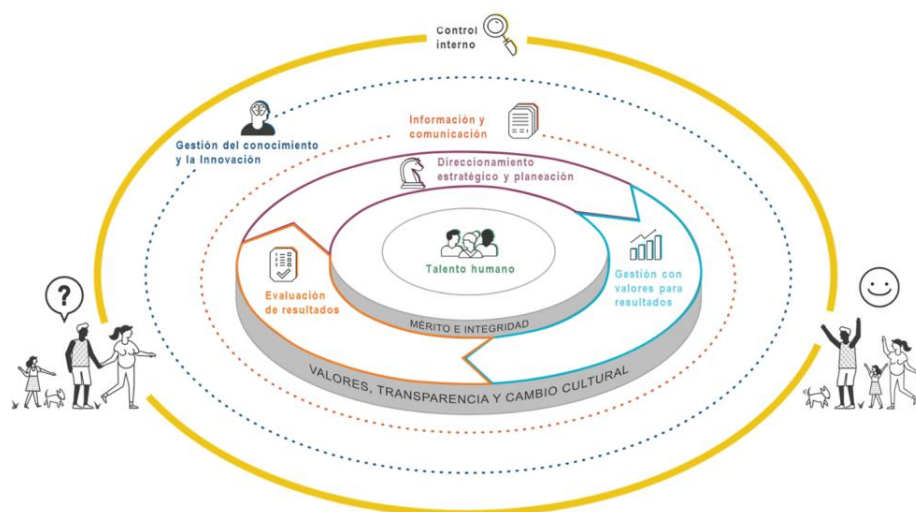 Control
interno
Información y
comunicación
Gestión del conocimiento
y la Innovación
Direccionamiento
estratégico y planeación
Talento humano
Gestión con
valores para
resultados
Evaluación
de resultados
MÉRITO E INTEGRIDAD
VALORES, TRANSPARENCIA Y CAMBIO CULTURAL
?